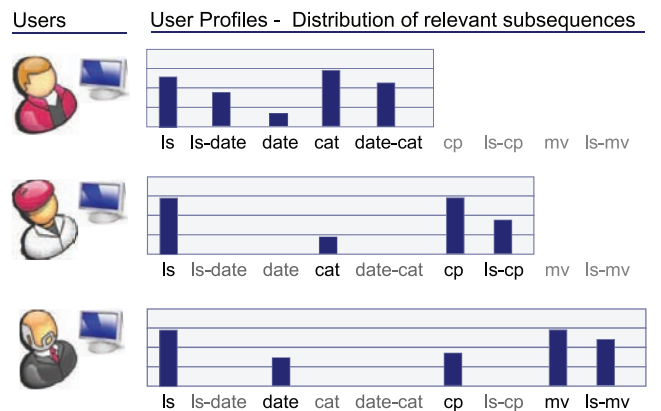 Users User Profiles - Distribution of relevant subsequences
ls ls-date date cat date-cat cp ls-cp mv ls-mv
ls ls-date date cat date-cat cp ls-cp mv ls-mv
ls ls-date date cat date-cat cp ls-cp mv ls-mv